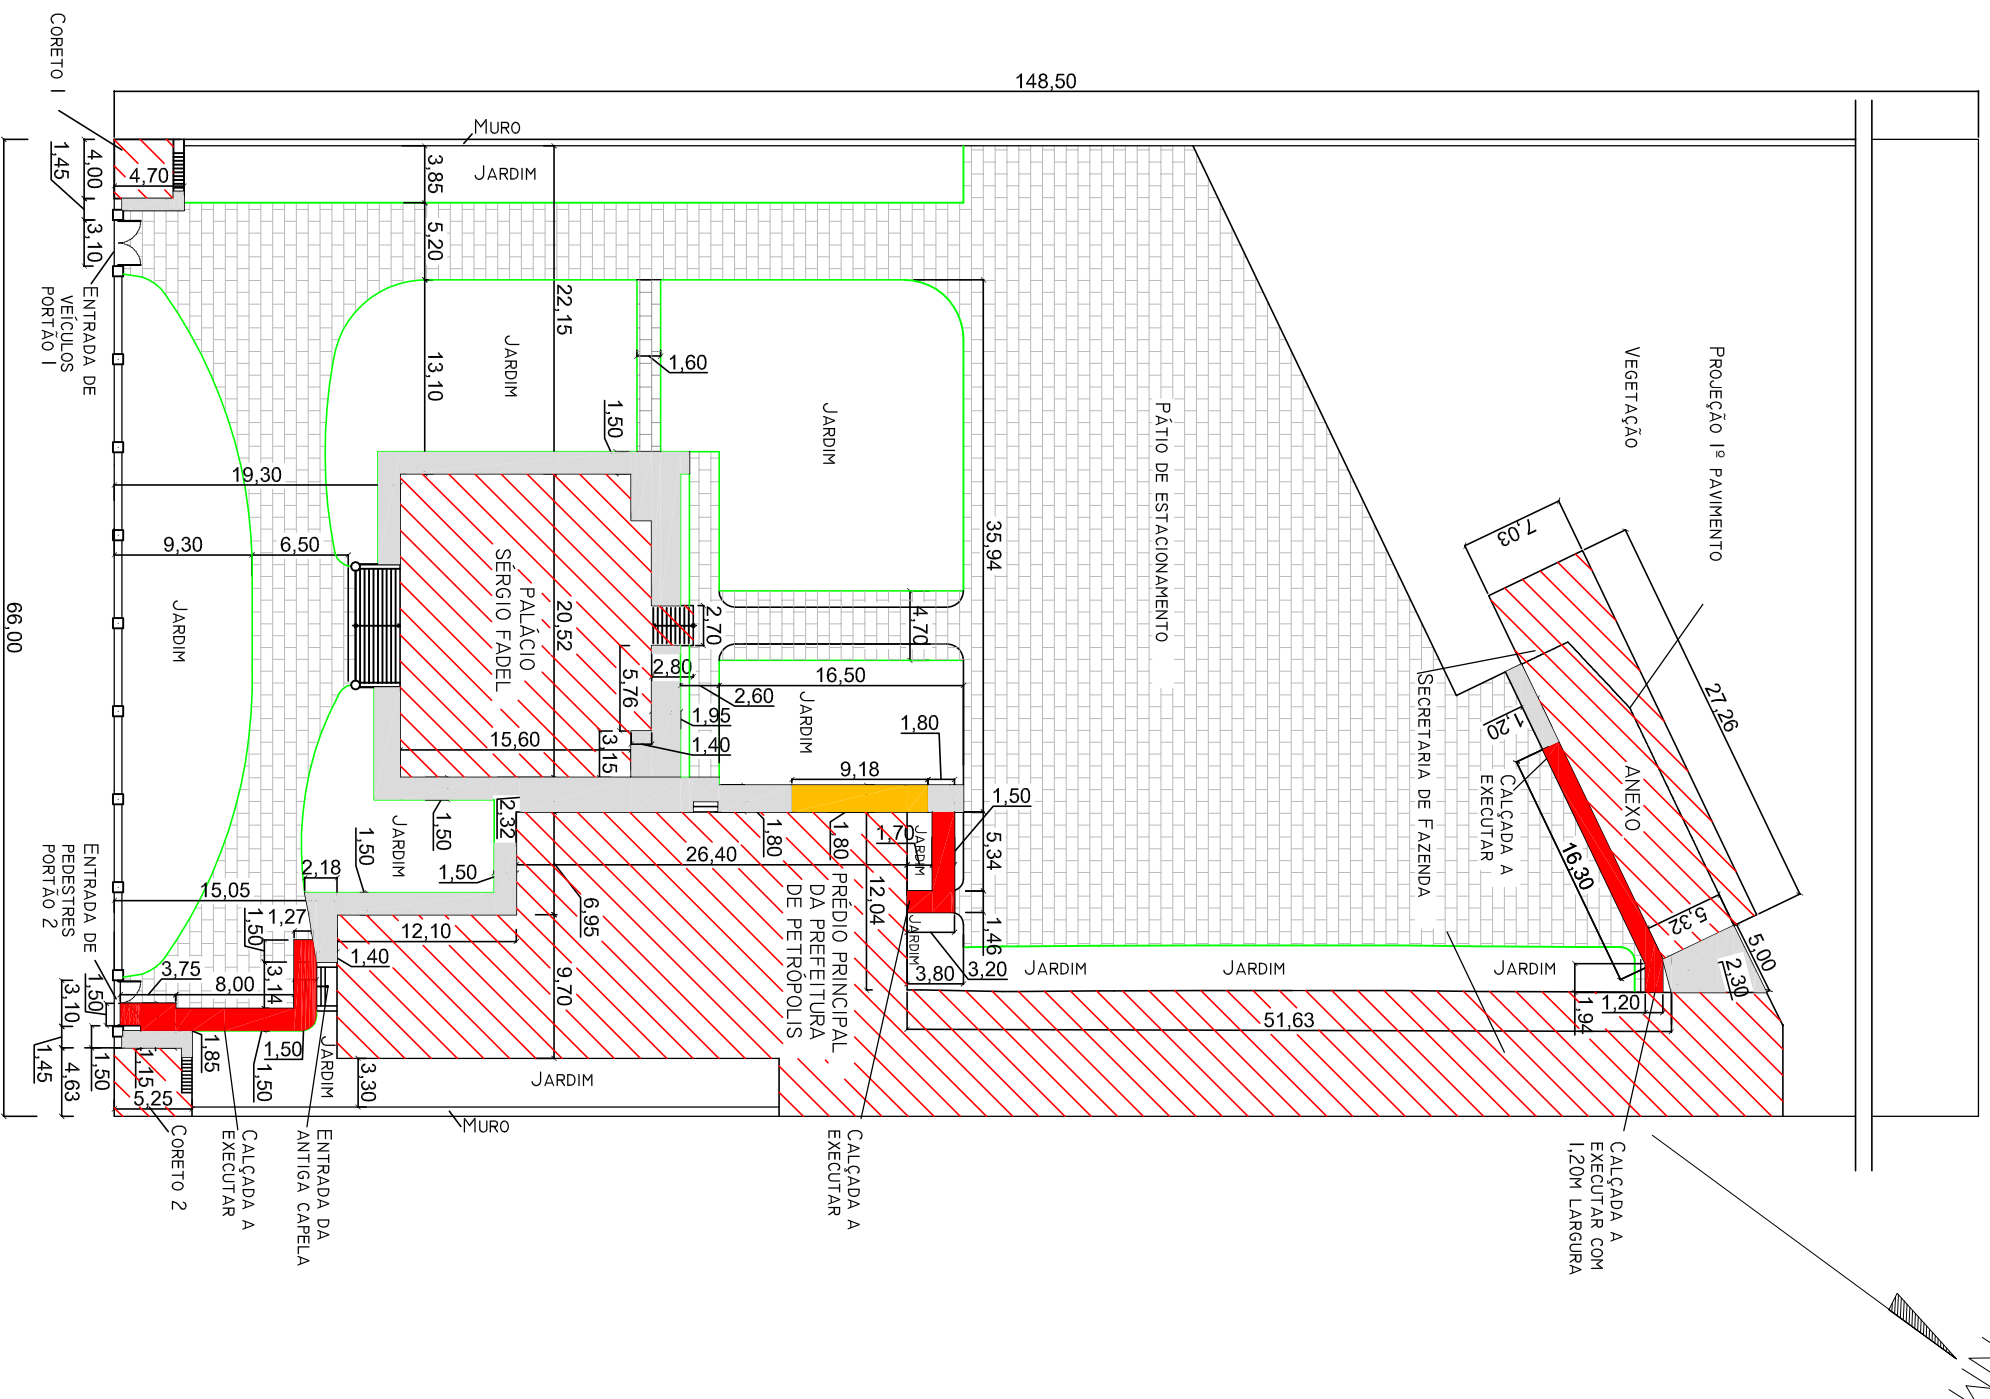 148,50
CORETO I
MURO
4,00
1,45
4,70
3,10
3,85
JARDIM
5,20
ENTRADA DE
VEÍCULOS
PORTÃO I
22,15
13,10
JARDIM
1,60
1,50
JARDIM
PÁTIO DE ESTACIONAMENTO
VEGETAÇÃO
PROJEÇÃO 1º PAVIMENTO
19,30
9,30
6,50
35,94
7,03
27,26
66,00
JARDIM
PALÁCIO
SÉRGIO FADEL
20,52
2,70
4,70
2,80
5,76
16,50
2,60
JARDIM
1,95
1,40
15,60
3,15
1,80
9,18
SECRETARIA DE FAZENDA
1,20
CALÇADA A
EXECUTAR
ANEXO
16,30
5,32
5,00
2,30
1,50
2,32
1,50
JARDIM
1,50
1,50
1,80
1,80
1,70
JARDIM
5,34
26,40
12,04
PRÉDIO PRINCIPAL
DA PREFEITURA
DE PETRÓPOLIS
6,95
1,46
JARDIM
3,80
3,20
JARDIM
JARDIM
JARDIM
1,20
1,94
51,63
ENTRADA DE
PEDESTRES
PORTÃO 2
15,05
2,18
1,27
1,50
12,10
1,40
3,75
8,00
3,14
9,70
1,50
3,10
1,50
4,63
1,45
1,15
5,25
1,85
1,50
1,50
JARDIM
3,30
JARDIM
MURO
CORETO 2
CALÇADA A
EXECUTAR
ENTRADA DA
ANTIGA CAPELA
CALÇADA A
EXECUTAR
CALÇADA A
EXECUTAR COM
1,20M LARGURA